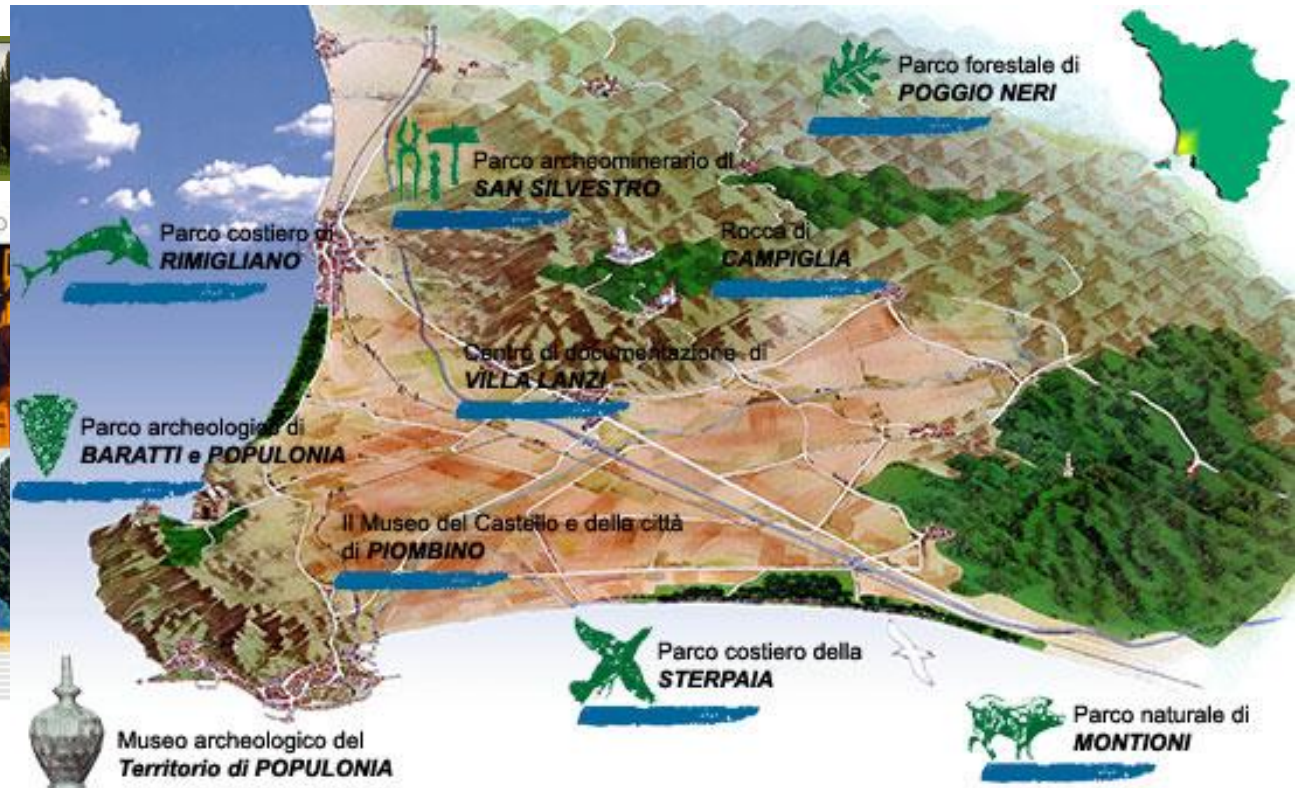 Parco forestale di
POGGIO NERI
Parco archeominerario di
SAN SILVESTRO
Parco costiero di
RIMIGLIANO
Rocca di
CAMPIGLIA
Centro di documentazione di
VILLA LANZI
Parco archeologico di
BARATTI e POPULONIA
Il Museo del Castello e della città
di PIOMBINO
Parco costiero della
STERPAIA
Parco naturale di
MONTIONI
Museo archeologico del
Territorio di POPULONIA